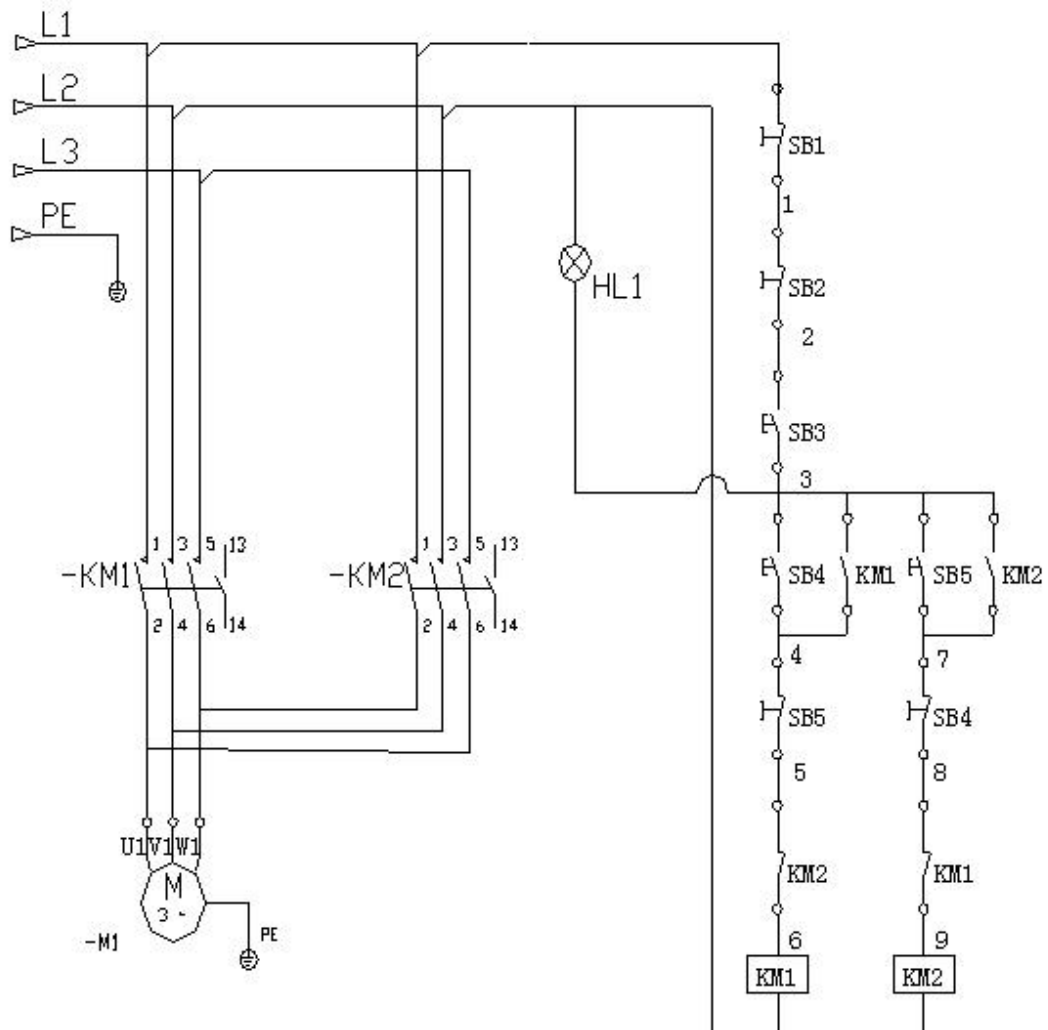 L1
L2
L3
PE
SB1
1
HL1
SB2
2
SB3
3
-KM1
1 3 5 13
2 4 6 14
-KM2
1 3 5 13
2 4 6 14
SB4 KM1 SB5 KM2
4 7
SB5 SB4
5 8
U1 V1 W1
M
3 ~
-M1
PE
KM2 KM1
6 9
KM1 KM2